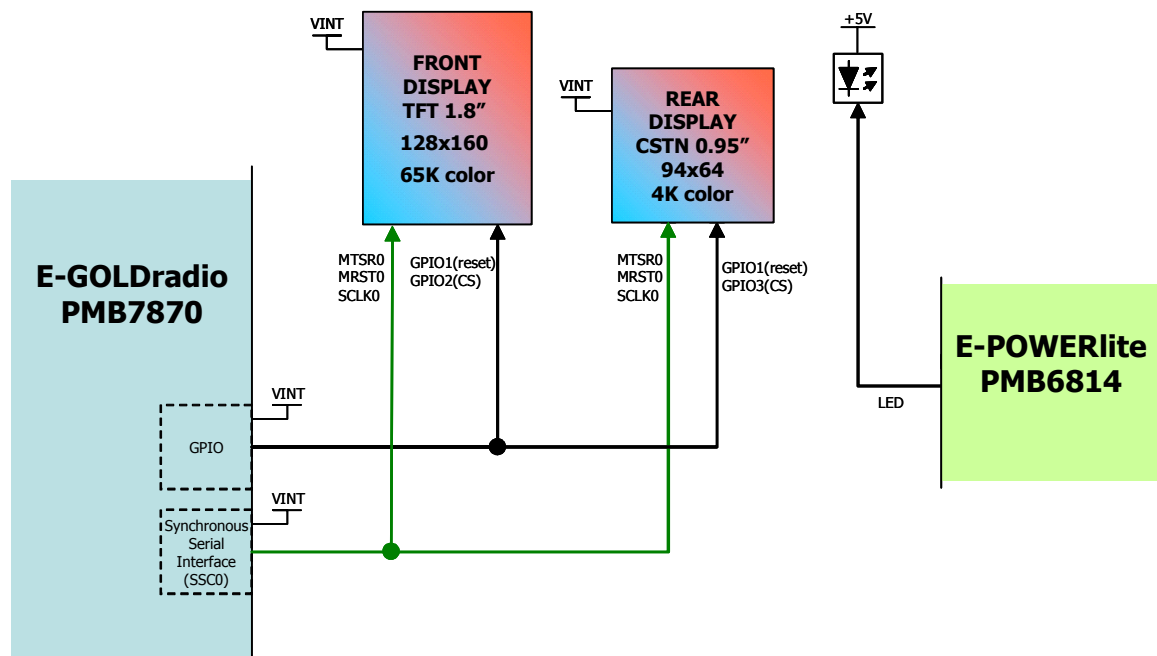 VINT
FRONT
DISPLAY
TFT 1.8”
128x160
65K color
VINT
REAR
DISPLAY
CSTN 0.95”
94x64
4K color
+5V
MTSR0
MRST0
SCLK0
GPIO1(reset)
GPIO2(CS)
MTSR0
MRST0
SCLK0
GPIO1(reset)
GPIO3(CS)
E-GOLDradio
PMB7870
E-POWERlite
PMB6814
LED
VINT
GPIO
VINT
Synchronous
Serial
Interface
(SSC0)